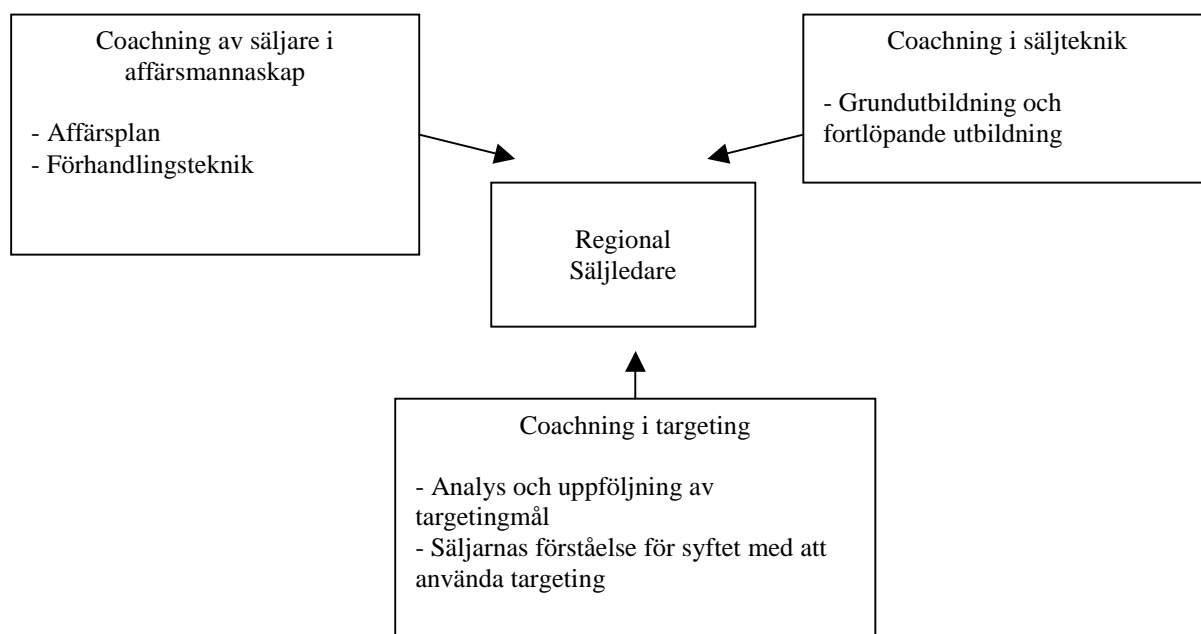 Coachning av säljare i
affärsmannaskap
- Affärsplan
- Förhandlingsteknik
Coachning i säljteknik
- Grundutbildning och
fortlöpande utbildning
Regional
Säljledare
Coachning i targeting
- Analys och uppföljning av
targetingmål
- Säljarnas förståelse för syftet med att
använda targeting